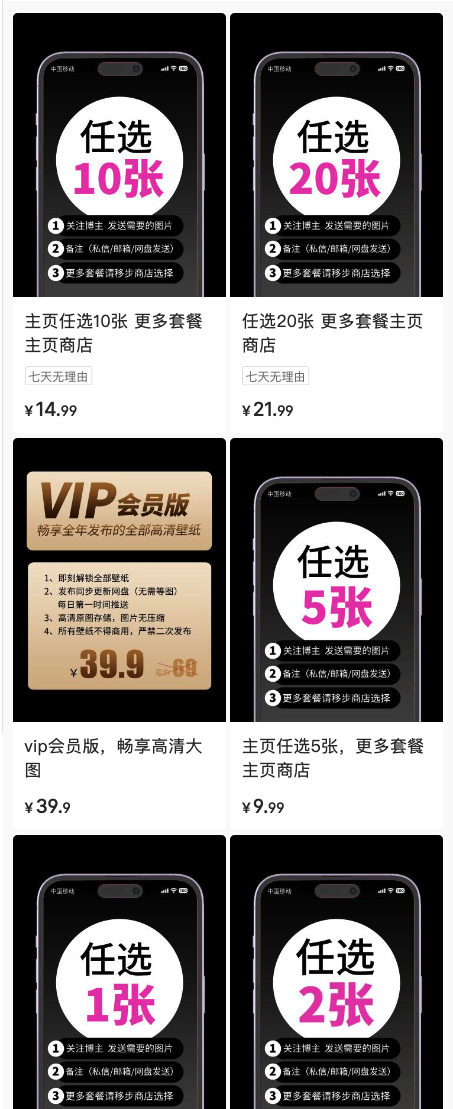 中国移动
任选
10张
1 关注博主 发送需要的图片
2 备注（私信/邮箱/网盘发送）
3 更多套餐请移步商店选择
主页任选10张 更多套餐
主页商店
七天无理由
¥14.99
中国移动
任选
20张
1 关注博主 发送需要的图片
2 备注（私信/邮箱/网盘发送）
3 更多套餐请移步商店选择
任选20张 更多套餐主页
商店
七天无理由
¥21.99
VIP会员版
畅享全年发布的全部高清壁纸
1、即刻解锁全部壁纸
2、发布同步更新网盘（无需等图）
每日第一时间推送
3、高清原图存储，图片无压缩
4、所有壁纸不得商用，严禁二次发布
¥39.9 69
vip会员版，畅享高清大
图
¥39.9
中国移动
任选
5张
1 关注博主 发送需要的图片
2 备注（私信/邮箱/网盘发送）
3 更多套餐请移步商店选择
主页任选5张，更多套餐
主页商店
¥9.99
中国移动
任选
1张
1 关注博主 发送需要的图片
2 备注（私信/邮箱/网盘发送）
3 更多套餐请移步商店选择
中国移动
任选
2张
1 关注博主 发送需要的图片
2 备注（私信/邮箱/网盘发送）
3 更多套餐请移步商店选择